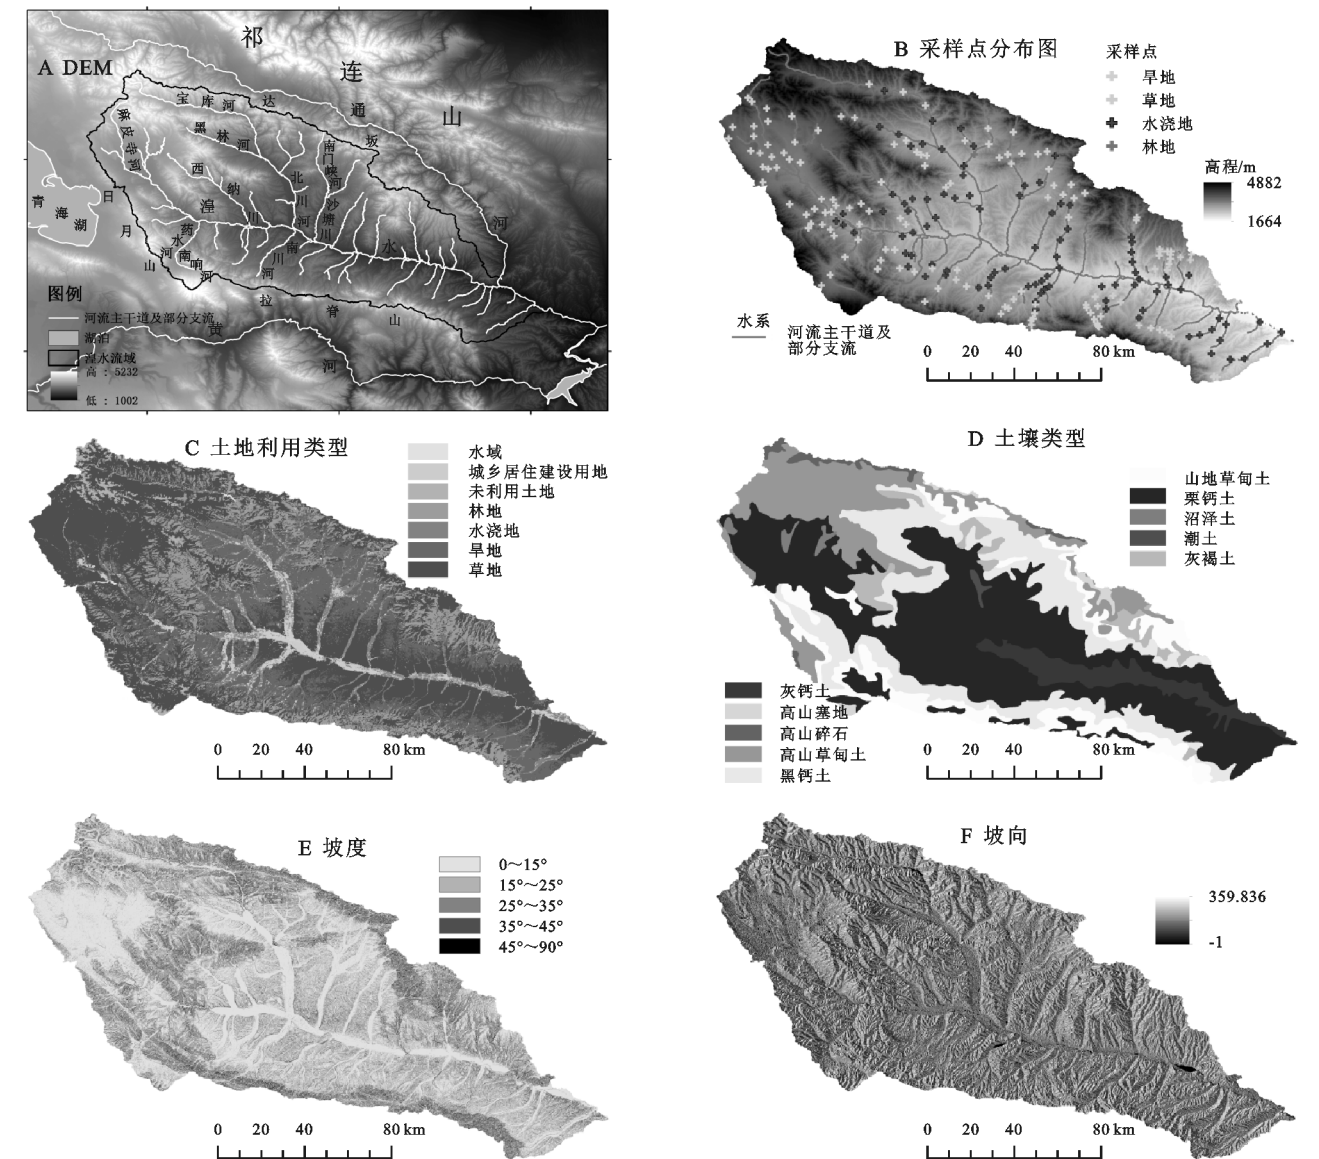 A DEM
祁
连
山
宝库河
达
通
坂
黑林河
南门峡河
西纳川
北川河
沙塘川
湟
水
日
月
山
青海湖
药水河
南响河
南川河
拉
脊
山
黄
河
河
图例
河流主干道及部分支流
湖泊
湟水流域
高 : 5232
低 : 1002
B 采样点分布图
采样点
旱地
草地
水浇地
林地
高程/m
4882
1664
水系
河流主干道及
部分支流
0 20 40 80 km
C 土地利用类型
水域
城乡居住建设用地
未利用土地
林地
水浇地
旱地
草地
0 20 40 80 km
D 土壤类型
山地草甸土
栗钙土
沼泽土
潮土
灰褐土
灰钙土
高山寒地
高山碎石
高山草甸土
黑钙土
0 20 40 80 km
E 坡度
0～15°
15°～25°
25°～35°
35°～45°
45°～90°
0 20 40 80 km
F 坡向
359.836
-1
0 20 40 80 km